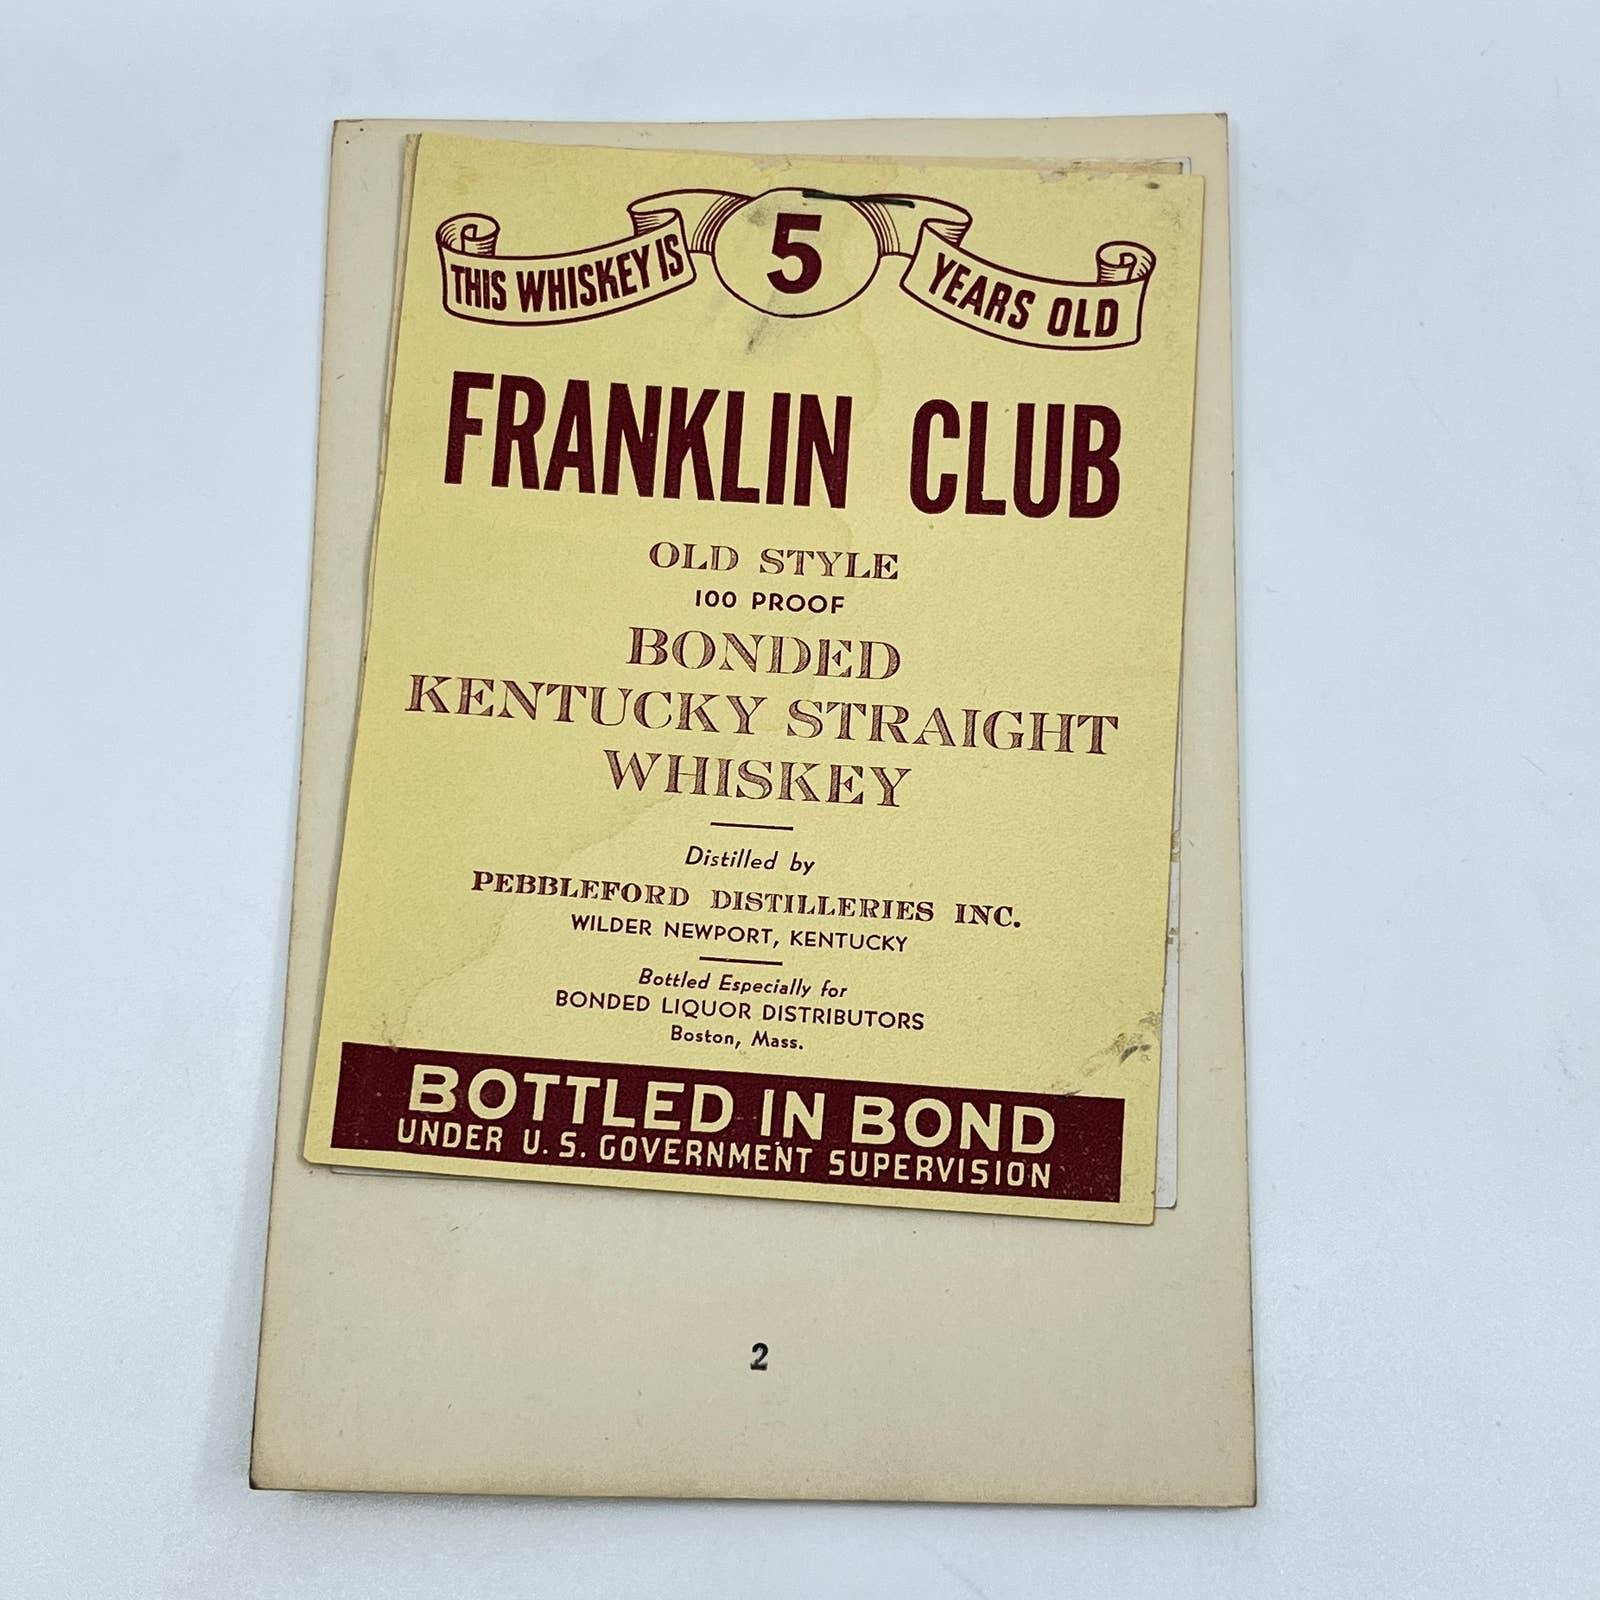 THIS WHISKEY IS 5 YEARS OLD
FRANKLIN CLUB
OLD STYLE
100 PROOF
BONDED
KENTUCKY STRAIGHT
WHISKEY
Distilled by
PEBBLEFORD DISTILLERIES INC.
WILDER NEWPORT, KENTUCKY
Bottled Especially for
BONDED LIQUOR DISTRIBUTORS
Boston, Mass.
BOTTLED IN BOND
UNDER U. S. GOVERNMENT SUPERVISION
2